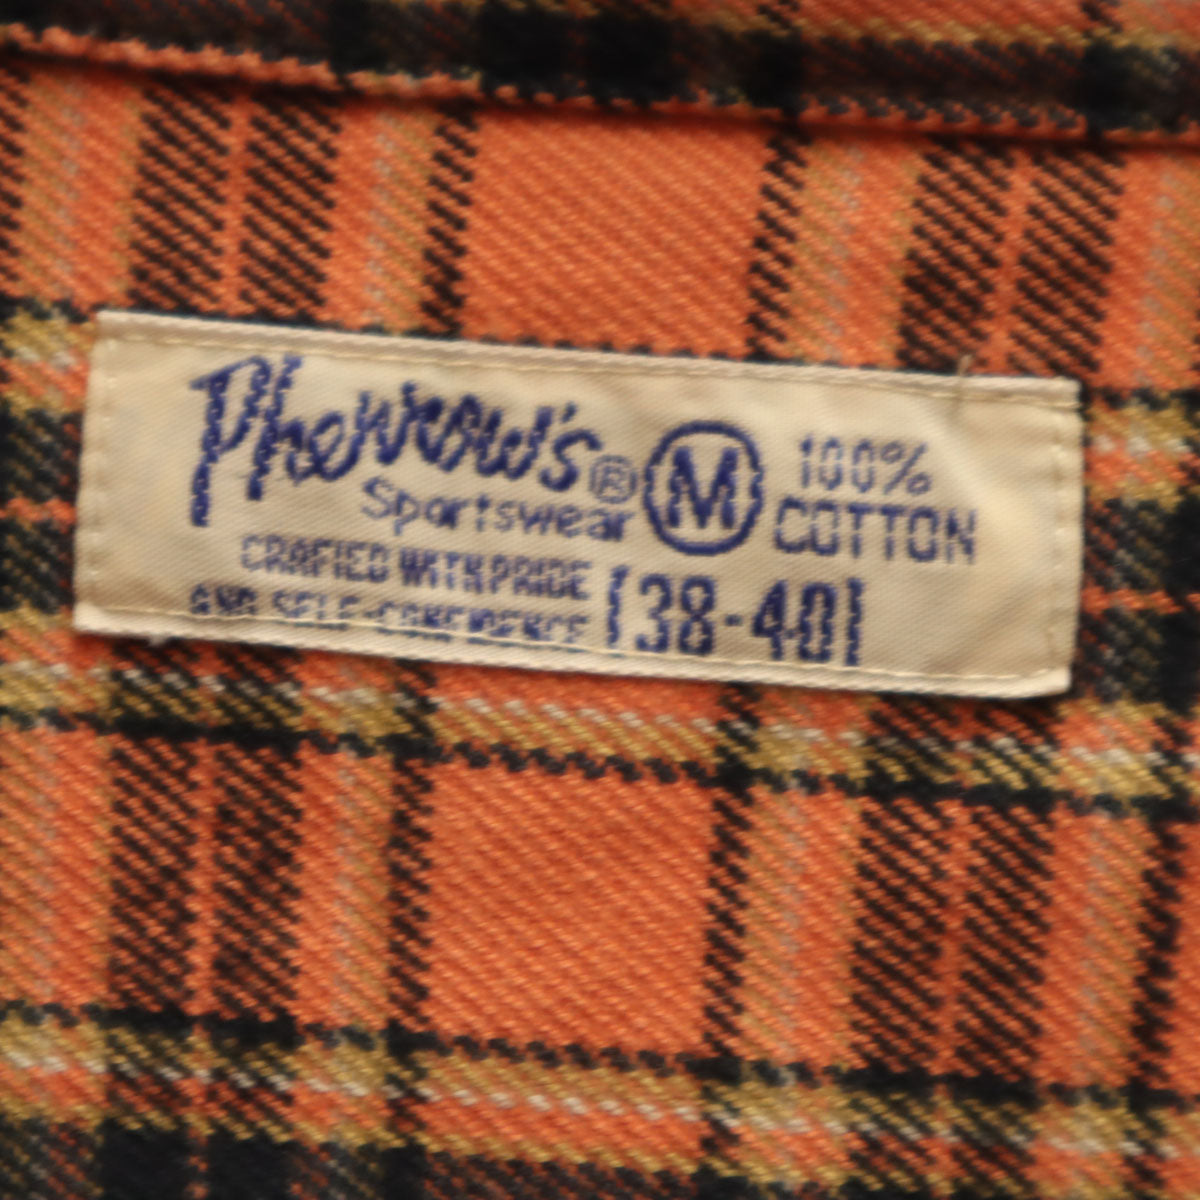 Pherrow's®
Sportswear
M
100%
COTTON
CRAFTED WITH PRIDE
AND SELF-CONFIDENCE
[38-40]